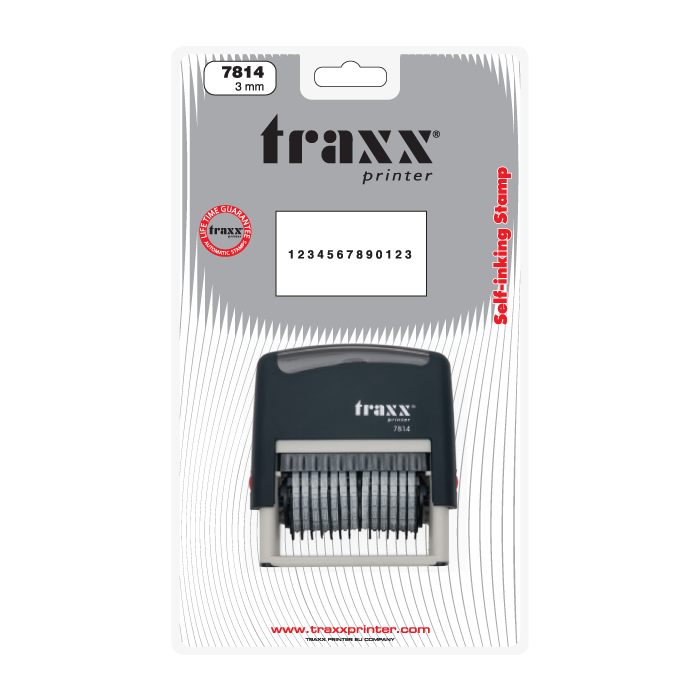 7814
3 mm
traxx®
printer
LIFE TIME GUARANTEE
traxx®
printer
AUTOMATIC STAMPS
1234567890123
Self-inking Stamp
traxx®
printer
7814
www.traxxprinter.com
TRAXX PRINTER EU COMPANY